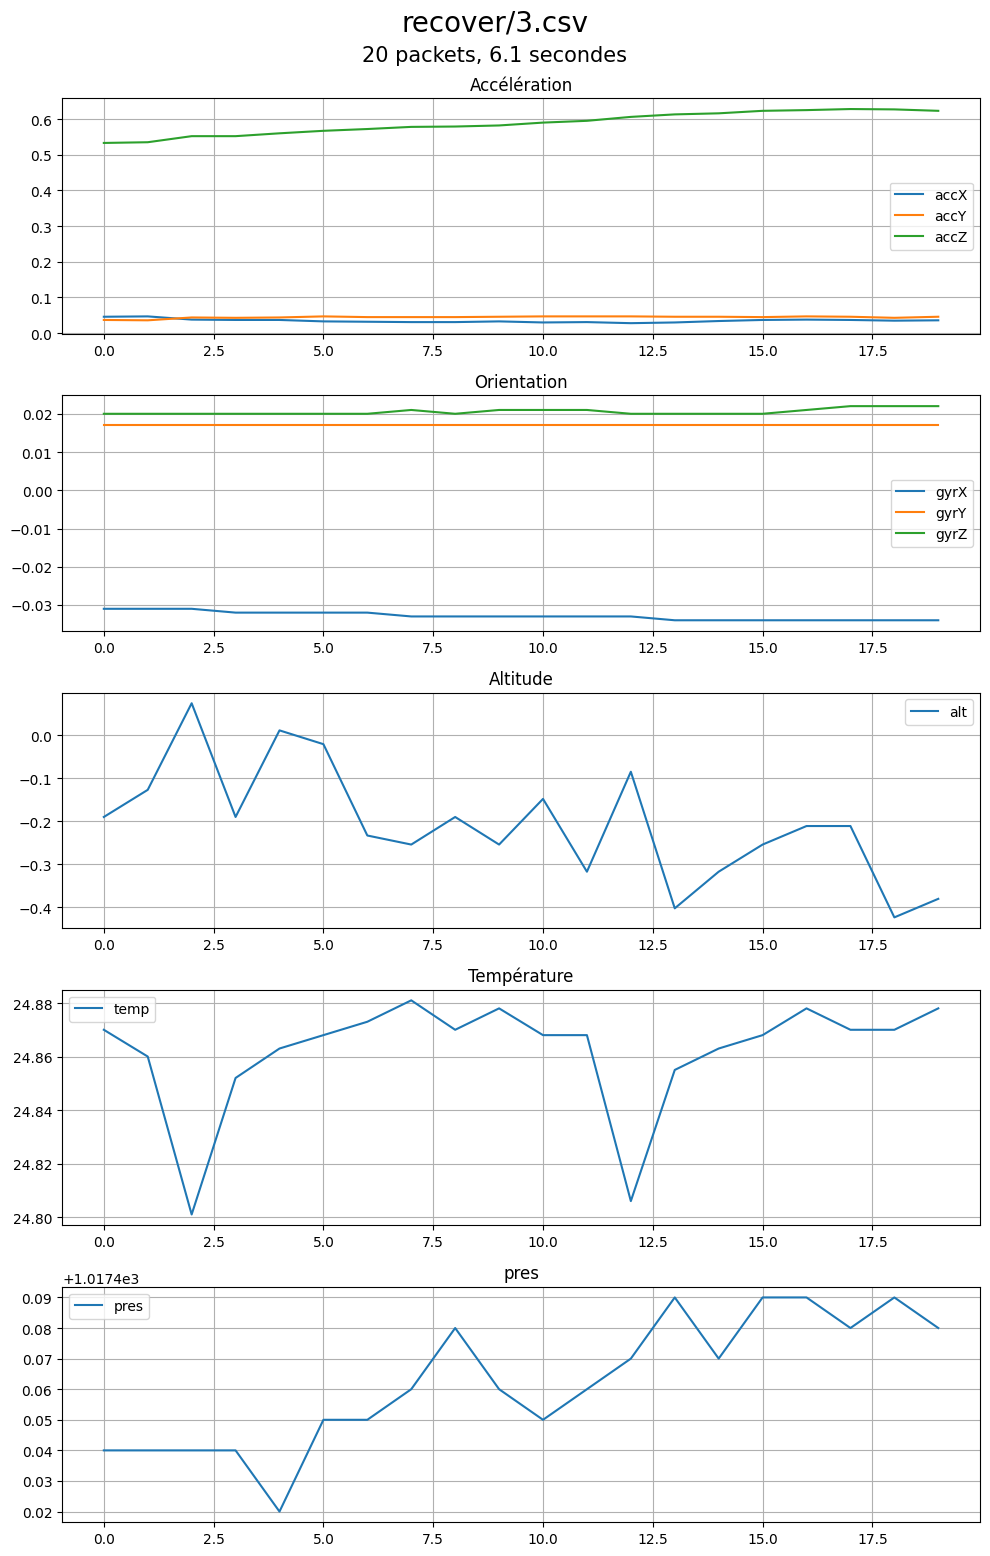 recover/3.csv
20 packets, 6.1 secondes
Accélération
0.6
0.5
0.4
0.3
0.2
0.1
0.0
accX
accY
accZ
0.0 2.5 5.0 7.5 10.0 12.5 15.0 17.5
Orientation
0.02
0.01
0.00
−0.01
−0.02
−0.03
gyrX
gyrY
gyrZ
0.0 2.5 5.0 7.5 10.0 12.5 15.0 17.5
Altitude
alt
0.0
−0.1
−0.2
−0.3
−0.4
0.0 2.5 5.0 7.5 10.0 12.5 15.0 17.5
Température
temp
24.88
24.86
24.84
24.82
24.80
0.0 2.5 5.0 7.5 10.0 12.5 15.0 17.5
pres
+1.0174e3
pres
0.09
0.08
0.07
0.06
0.05
0.04
0.03
0.02
0.0 2.5 5.0 7.5 10.0 12.5 15.0 17.5